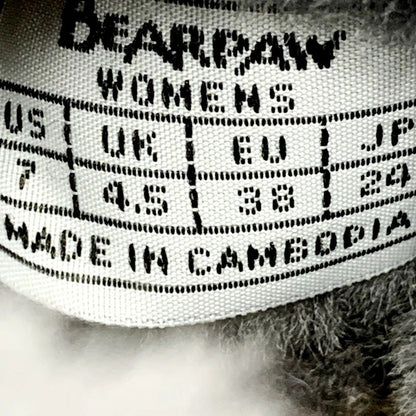 BEARPAW
WOMENS
US UK EU JP
7 4.5 38 24
MADE IN CAMBODIA